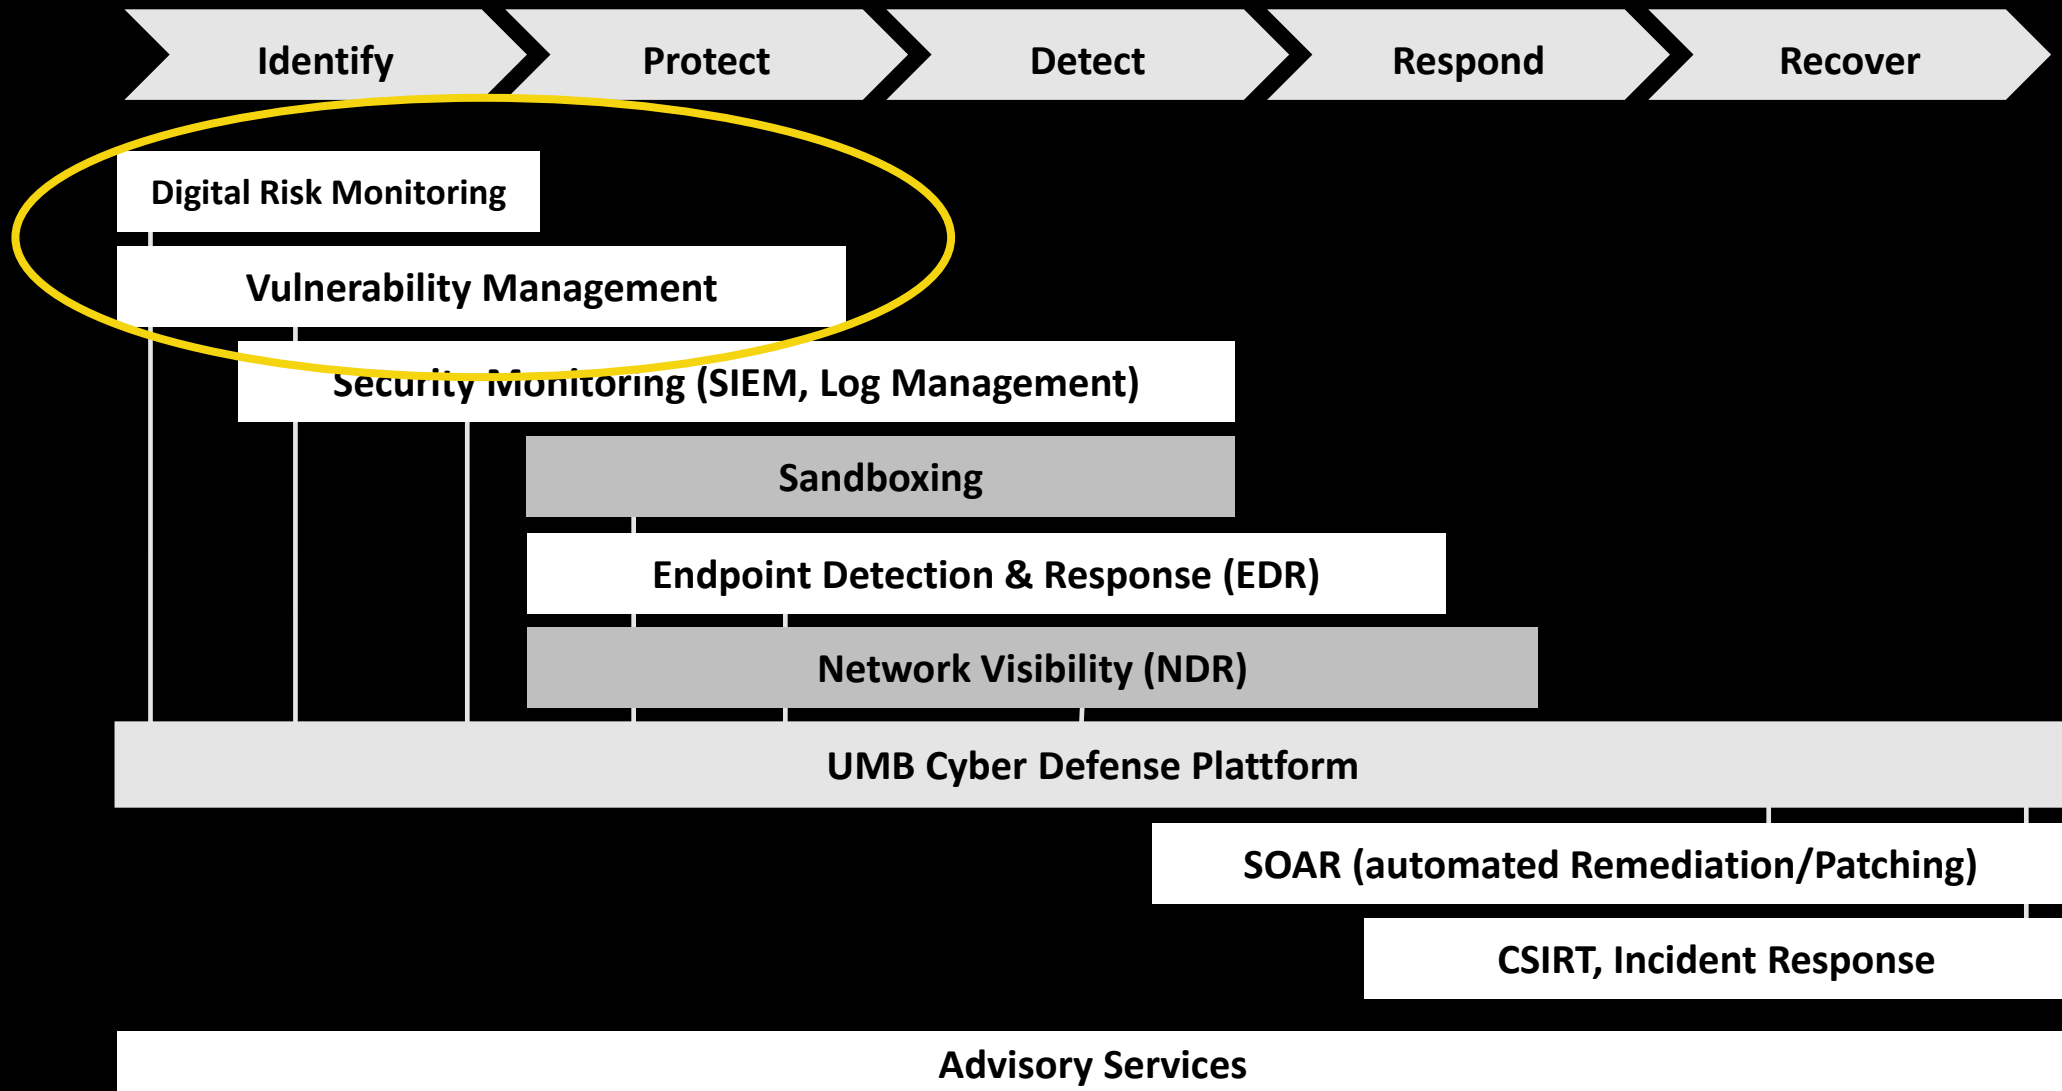 Identify
Protect
Detect
Respond
Recover
Digital Risk Monitoring
Vulnerability Management
Security Monitoring (SIEM, Log Management)
Sandboxing
Endpoint Detection & Response (EDR)
Network Visibility (NDR)
UMB Cyber Defense Plattform
SOAR (automated Remediation/Patching)
CSIRT, Incident Response
Advisory Services